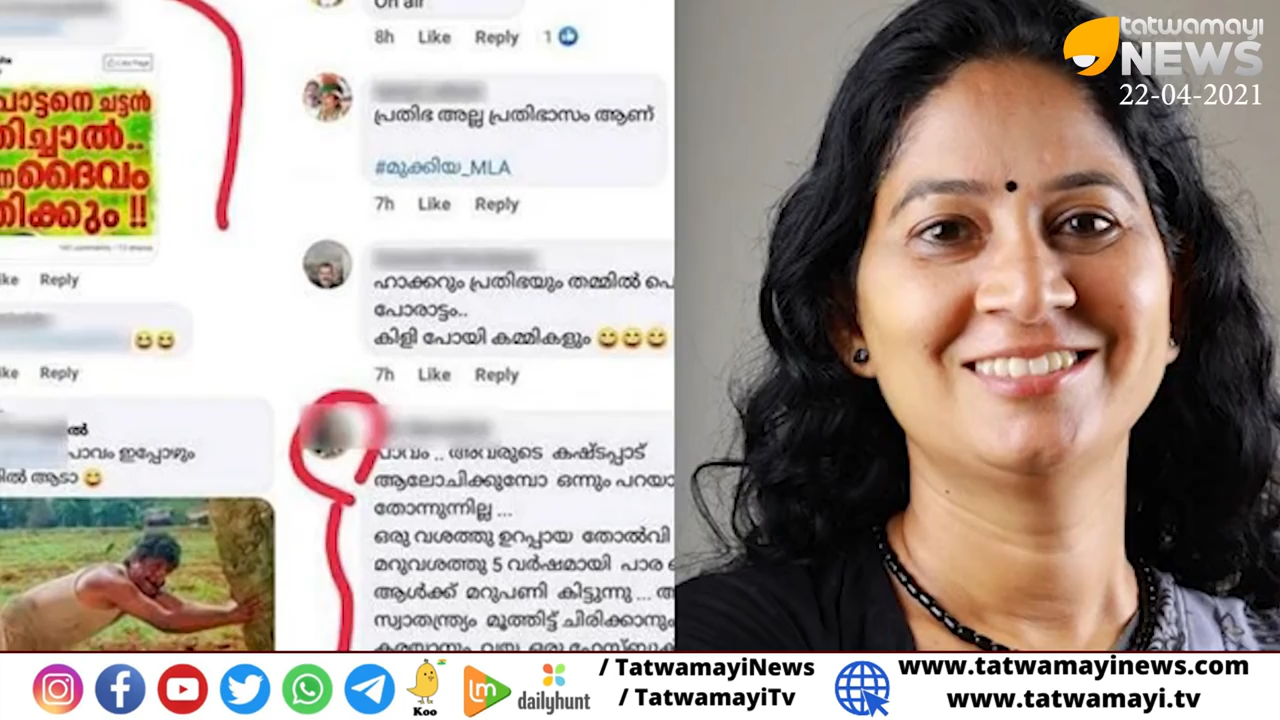 പാട്ടനെ ചട്ടൻ
തിച്ചാൽ..
ദൈവം
തിക്കും !!
Like Page
ike Reply
ike Reply
ൽ
പാവം ഇപ്പോഴും
ൽ ആടാ 😄
On air
8h Like Reply 1
പ്രതിഭ അല്ല പ്രതിഭാസം ആണ്
#മുക്കിയ_MLA
7h Like Reply
ഹാക്കറും പ്രതിഭയും തമ്മിൽ പെ
പോരാട്ടം..
കിളി പോയി കമ്മികളും 😄😄😄
7h Like Reply
പാവം .. അവരുടെ കഷ്ടപ്പാട്
ആലോചിക്കുമ്പോ ഒന്നും പറയാ
തോന്നുന്നില്ല ...
ഒരു വശത്തു ഉറപ്പായ തോൽവി
മറുവശത്തു 5 വർഷമായി പാര
ആൾക്ക് മറുപണി കിട്ടുന്നു ...
സ്വാതന്ത്ര്യം മൂത്തിട്ട് ചിരിക്കാനും
tatwamayi
NEWS
22-04-2021
Koo
dailyhunt
/ TatwamayiNews
/ TatwamayiTv
www.tatwamayinews.com
www.tatwamayi.tv